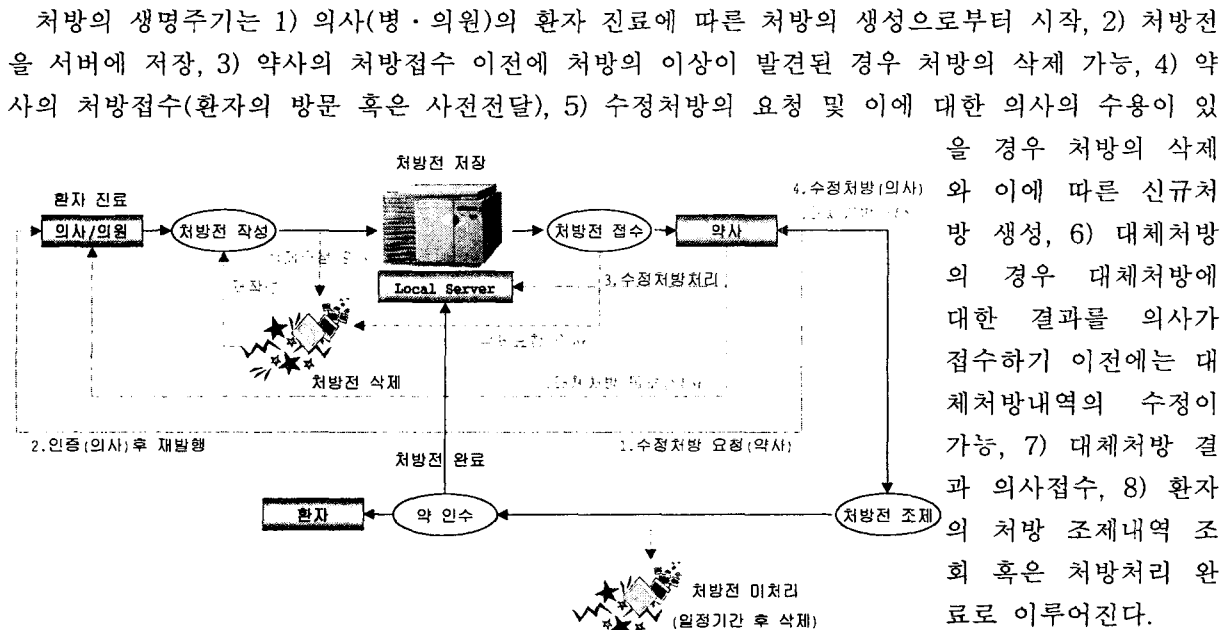 처방의 생명주기는 1) 의사(병·의원)의 환자 진료에 따른 처방의 생성으로부터 시작, 2) 처방전
을 서버에 저장, 3) 약사의 처방접수 이전에 처방의 이상이 발견된 경우 처방의 삭제 가능, 4) 약
사의 처방접수(환자의 방문 혹은 사전전달), 5) 수정처방의 요청 및 이에 대한 의사의 수용이 있
을 경우 처방의 삭제
와 이에 따른 신규처
방 생성, 6) 대체처방
의 경우 대체처방에
대한 결과를 의사가
접수하기 이전에는 대
체처방내역의 수정이
가능, 7) 대체처방 결
과 의사접수, 8) 환자
의 처방 조제내역 조
회 혹은 처방처리 완
료로 이루어진다.
처방전 저장
환자 진료
4.수정처방(의사)
의사/의원
처방전 작성
처방전 접수
약사
Local Server
3.수정처방처리
처방전 삭제
2.인증(의사)후 재발행
1.수정처방 요청(약사)
처방전 완료
환자
약 인수
처방전 조제
처방전 미처리
(일정기간 후 삭제)